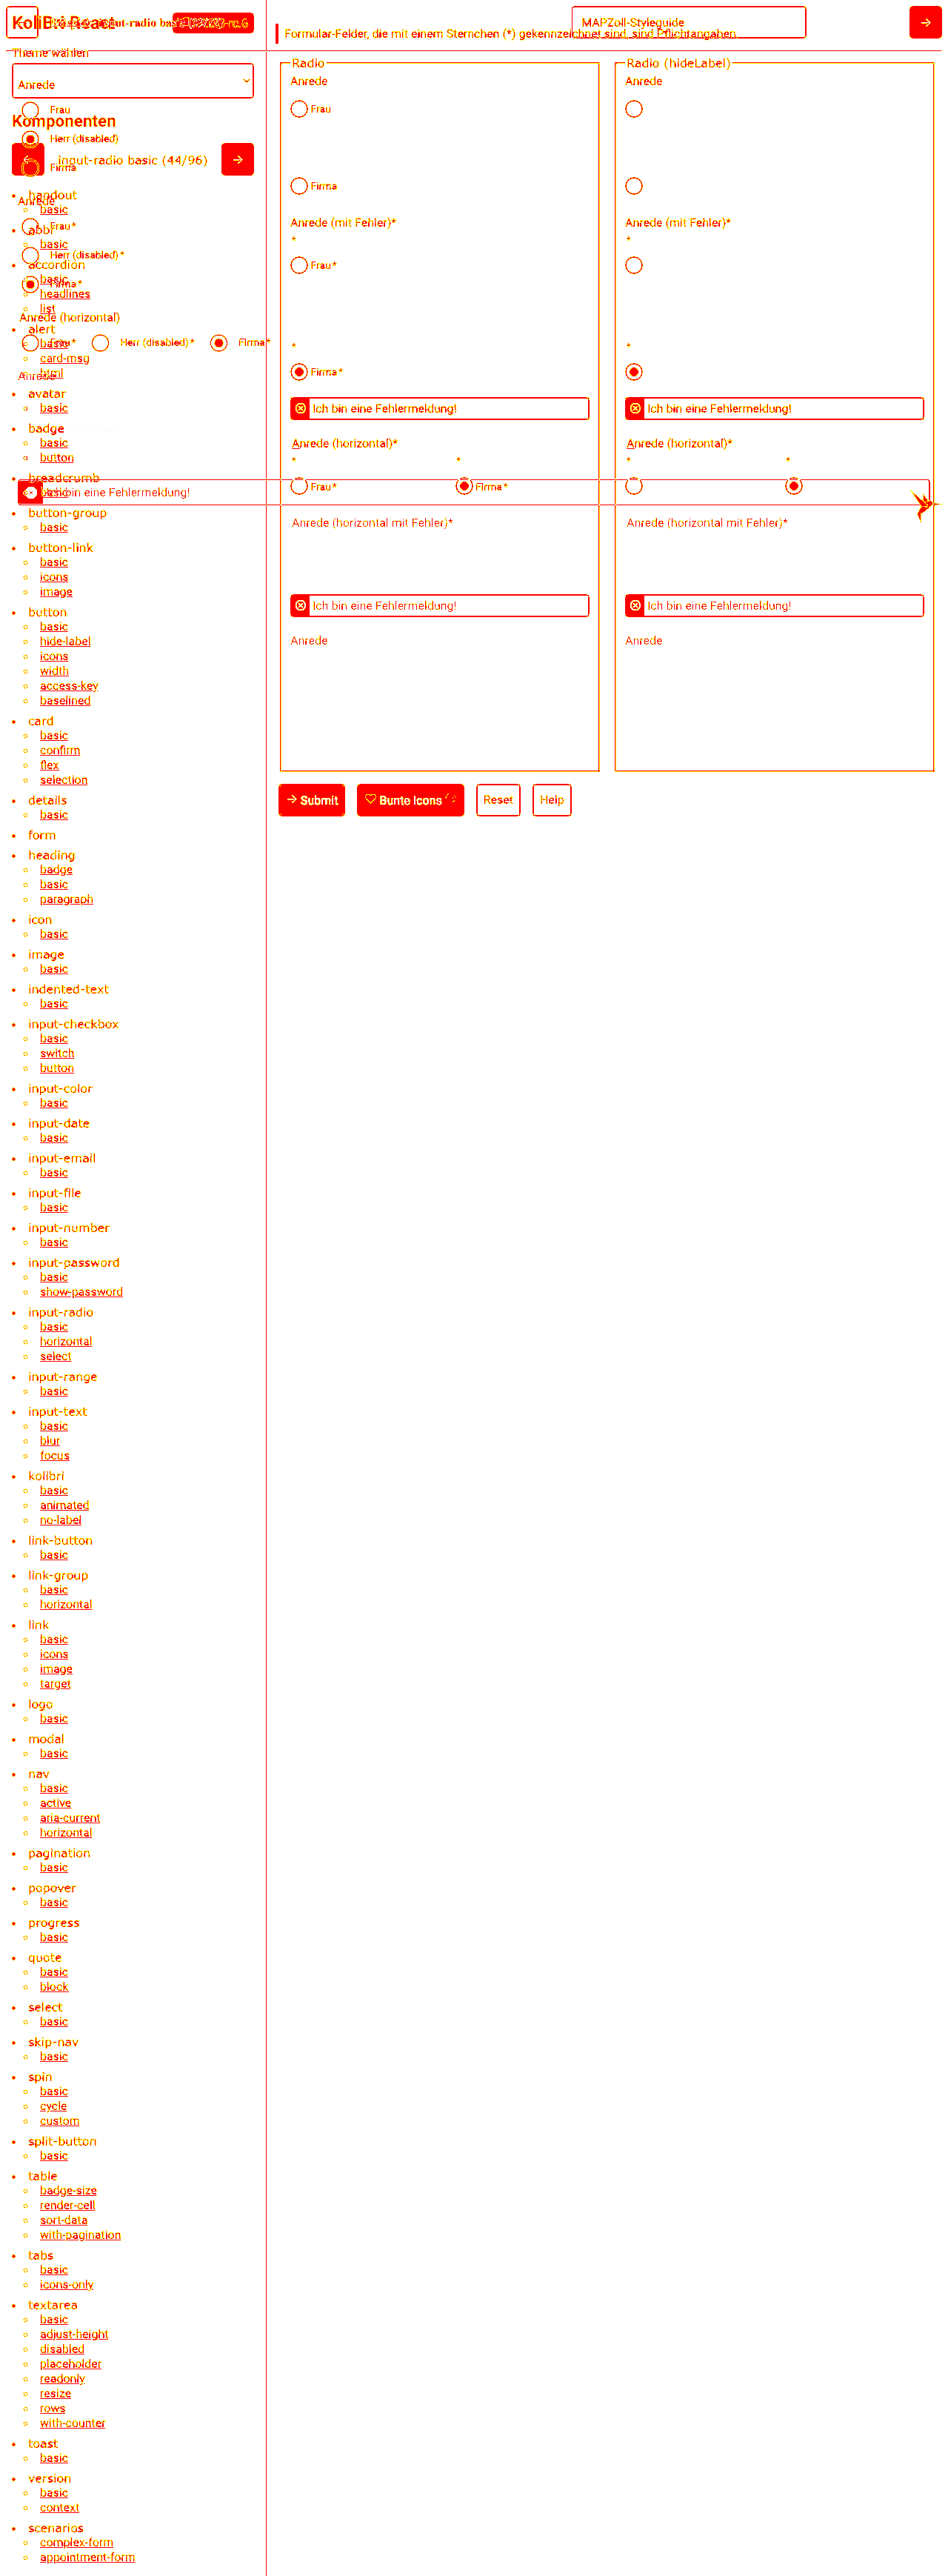 KoliBri React
MAPZoll-Styleguide
Formular-Felder, die mit einem Sternchen (*) gekennzeichnet sind, sind Pflichtangaben
Theme wählen
Anrede
Frau
Komponenten
Herr (disabled)
input-radio basic (44/96)
Firma
handout
Anrede
basic
Frau*
abbr
basic
Herr (disabled)*
accordion
basic
Firma*
headlines
list
Anrede (horizontal)
alert
Frau*
Herr (disabled)*
Firma*
basic
card-msg
html
Anrede
avatar
basic
badge
basic
button
breadcrumb
basic
Ich bin eine Fehlermeldung!
button-group
basic
button-link
basic
icons
image
button
basic
hide-label
icons
width
access-key
baselined
card
basic
confirm
flex
selection
details
basic
form
heading
badge
basic
paragraph
icon
basic
image
basic
indented-text
basic
input-checkbox
basic
switch
button
input-color
basic
input-date
basic
input-email
basic
input-file
basic
input-number
basic
input-password
basic
show-password
input-radio
basic
horizontal
select
input-range
basic
input-text
basic
blur
focus
kolibri
basic
animated
no-label
link-button
basic
link-group
basic
horizontal
link
basic
icons
image
target
logo
basic
modal
basic
nav
basic
active
aria-current
horizontal
pagination
basic
popover
basic
progress
basic
quote
basic
block
select
basic
skip-nav
basic
spin
basic
cycle
custom
split-button
basic
table
badge-size
render-cell
sort-data
with-pagination
tabs
basic
icons-only
textarea
basic
adjust-height
disabled
placeholder
readonly
resize
rows
with-counter
toast
basic
version
basic
context
scenarios
complex-form
appointment-form
Radio
Anrede
Frau
Firma
Anrede (mit Fehler)*
*
Frau*
*
Firma*
Ich bin eine Fehlermeldung!
Anrede (horizontal)*
* *
Frau* Firma*
Anrede (horizontal mit Fehler)*
Ich bin eine Fehlermeldung!
Anrede
Radio (hideLabel)
Anrede
Anrede (mit Fehler)*
*
*
Ich bin eine Fehlermeldung!
Anrede (horizontal)*
* *
Anrede (horizontal mit Fehler)*
Ich bin eine Fehlermeldung!
Anrede
Submit
Bunte Icons
Reset
Help